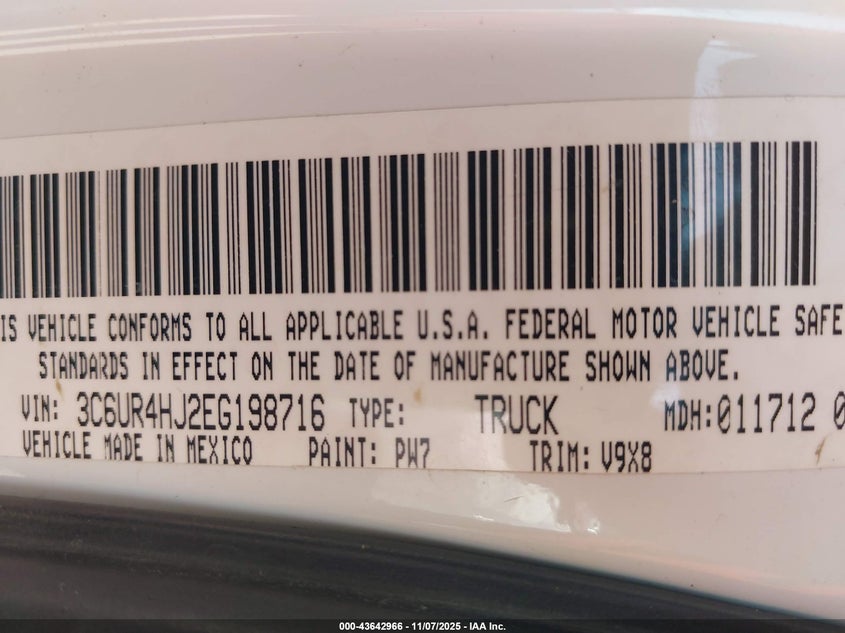 IS VEHICLE CONFORMS TO ALL APPLICABLE U.S.A. FEDERAL MOTOR VEHICLE SAFE
STANDARDS IN EFFECT ON THE DATE OF MANUFACTURE SHOWN ABOVE.
VIN: 3C6UR4HJ2EG198716 TYPE: TRUCK MDH:011712 0
VEHICLE MADE IN MEXICO PAINT: PW7 TRIM: V9X8
000-43642966 - 11/07/2025 - IAA Inc.